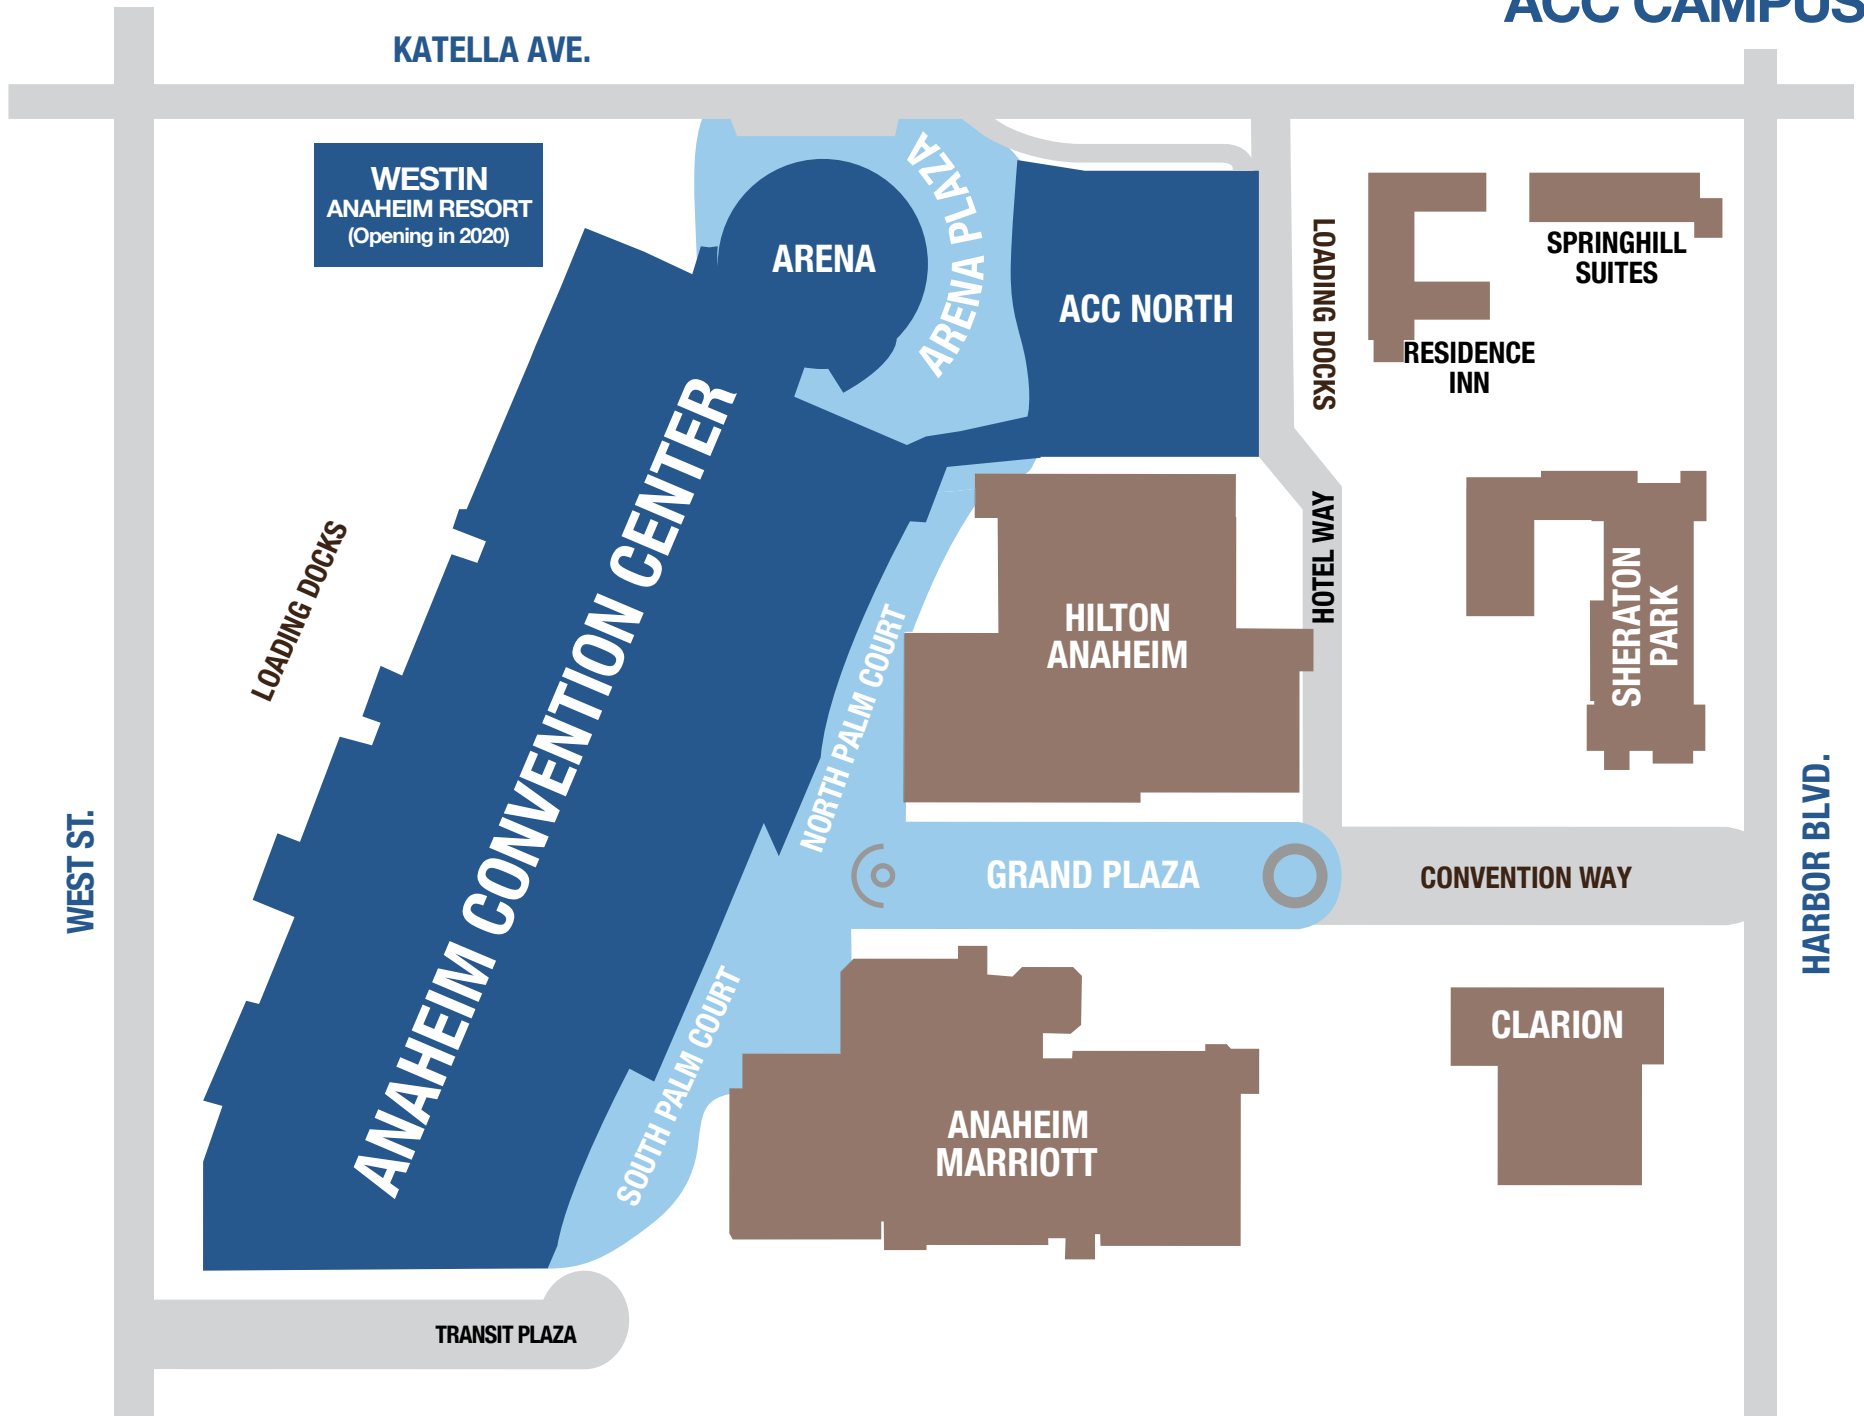 ACC CAMPUS
KATELLA AVE.
WESTIN
ANAHEIM RESORT
(Opening in 2020)
ARENA
ARENA PLAZA
ACC NORTH
LOADING DOCKS
SPRINGHILL
SUITES
RESIDENCE
INN
ANAHEIM CONVENTION CENTER
LOADING DOCKS
HOTEL WAY
HILTON
ANAHEIM
SHERATON
PARK
NORTH PALM COURT
WEST ST.
GRAND PLAZA
CONVENTION WAY
HARBOR BLVD.
SOUTH PALM COURT
CLARION
ANAHEIM
MARRIOTT
TRANSIT PLAZA